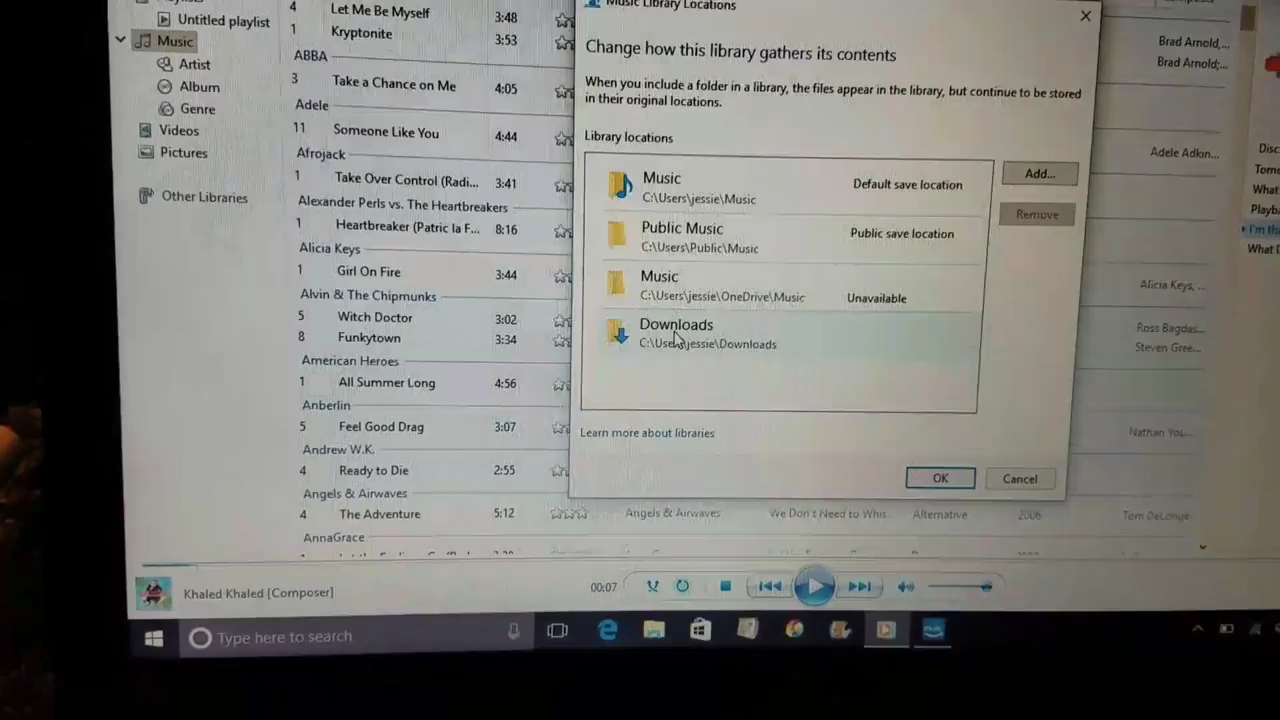 Untitled playlist
Music
Artist
Album
Genre
Videos
Pictures
Other Libraries
4 Let Me Be Myself 3:48
1 Kryptonite 3:53
ABBA
3 Take a Chance on Me 4:05
Adele
11 Someone Like You 4:44
Afrojack
1 Take Over Control (Radi... 3:41
Alexander Perls vs. The Heartbreakers
1 Heartbreaker (Patric la F... 8:16
Alicia Keys
1 Girl On Fire 3:44
Alvin & The Chipmunks
5 Witch Doctor 3:02
8 Funkytown 3:34
American Heroes
1 All Summer Long 4:56
Anberlin
5 Feel Good Drag 3:07
Andrew W.K.
4 Ready to Die 2:55
Angels & Airwaves
4 The Adventure 5:12 Angels & Airwaves We Don't Need to Whis Alternative 2006 Tom DeLonge
AnnaGrace
Music Library Locations
Change how this library gathers its contents
When you include a folder in a library, the files appear in the library, but continue to be stored
in their original locations.
Library locations
Music Default save location
C:\Users\jessie\Music
Public Music Public save location
C:\Users\Public\Music
Music
C:\Users\jessie\OneDrive\Music Unavailable
Downloads
C:\Users\jessie\Downloads
Add...
Remove
Learn more about libraries
OK Cancel
Brad Arnold,...
Brad Arnold;...
Adele Adkin...
Alicia Keys, ...
Ross Bagdas...
Steven Gree...
Nathan You...
Disc
Tome
What
Playb
I'm th
What I
Khaled Khaled [Composer] 00:07
Type here to search